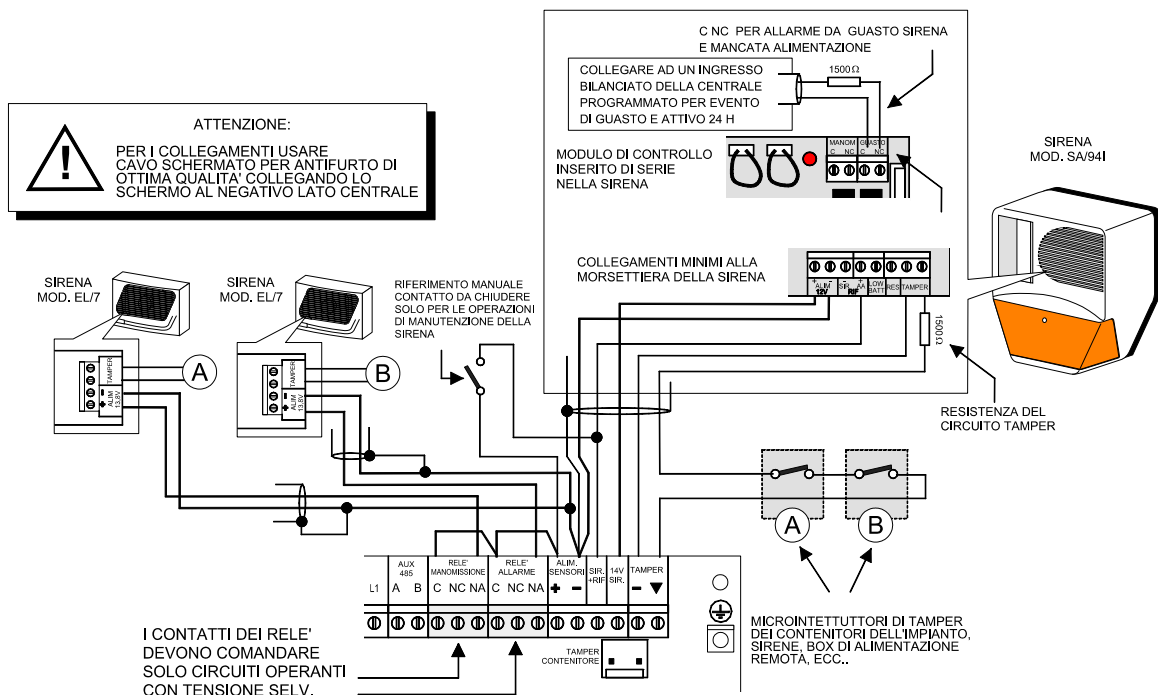 C NC PER ALLARME DA GUASTO SIRENA
E MANCATA ALIMENTAZIONE
COLLEGARE AD UN INGRESSO
BILANCIATO DELLA CENTRALE
PROGRAMMATO PER EVENTO
DI GUASTO E ATTIVO 24 H
1500Ω
MANOM GUASTO
C NC C NC
MODULO DI CONTROLLO
INSERITO DI SERIE
NELLA SIRENA
SIRENA
MOD. SA/94I
ATTENZIONE:
PER I COLLEGAMENTI USARE
CAVO SCHERMATO PER ANTIFURTO DI
OTTIMA QUALITA' COLLEGANDO LO
SCHERMO AL NEGATIVO LATO CENTRALE
!
COLLEGAMENTI MINIMI ALLA
MORSETTIERA DELLA SIRENA
+ ALIM - SIR + AA LOW RES TAMPER
12V RIF BATT
1500Ω
RESISTENZA DEL
CIRCUITO TAMPER
SIRENA
MOD. EL/7
TAMPER
- +
ALIM
13,8V
A
SIRENA
MOD. EL/7
TAMPER
- +
ALIM
13,8V
B
RIFERIMENTO MANUALE
CONTATTO DA CHIUDERE
SOLO PER LE OPERAZIONI
DI MANUTENZIONE DELLA
SIRENA
A
B
MICROINTETTUTTORI DI TAMPER
DEI CONTENITORI DELL'IMPIANTO,
SIRENE, BOX DI ALIMENTAZIONE
REMOTA, ECC..
L1
AUX
485
A B
RELE'
MANOMISSIONE
C NC NA
RELE'
ALLARME
C NC NA
ALIM.
SENSORI
+ -
SIR.
+RIF
14V
SIR.
TAMPER
-
TAMPER
CONTENITORE
I CONTATTI DEI RELE'
DEVONO COMANDARE
SOLO CIRCUITI OPERANTI
CON TENSIONE SELV.